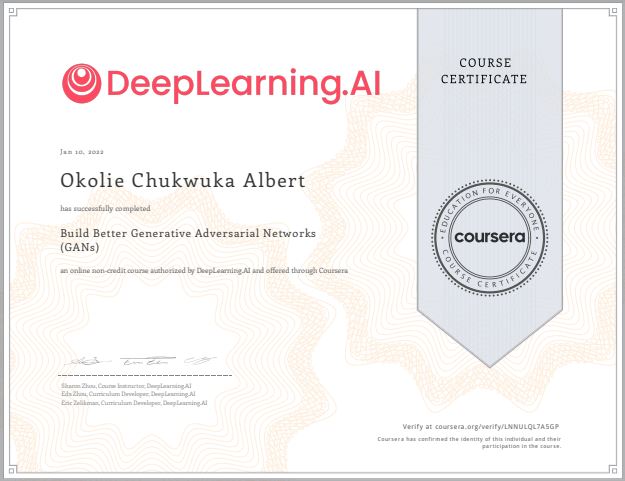 DeepLearning.AI
COURSE
CERTIFICATE
Jan 10, 2022
Okolie Chukwuka Albert
has successfully completed
Build Better Generative Adversarial Networks
(GANs)
an online non-credit course authorized by DeepLearning.AI and offered through Coursera
EDUCATION FOR EVERYONE
coursera
COURSE CERTIFICATE
Sharon Zhou, Course Instructor, DeepLearning.AI
Eda Zhou, Curriculum Developer, DeepLearning.AI
Eric Zelikman, Curriculum Developer, DeepLearning.AI
Verify at coursera.org/verify/LNNULQL7A5GP
Coursera has confirmed the identity of this individual and their
participation in the course.